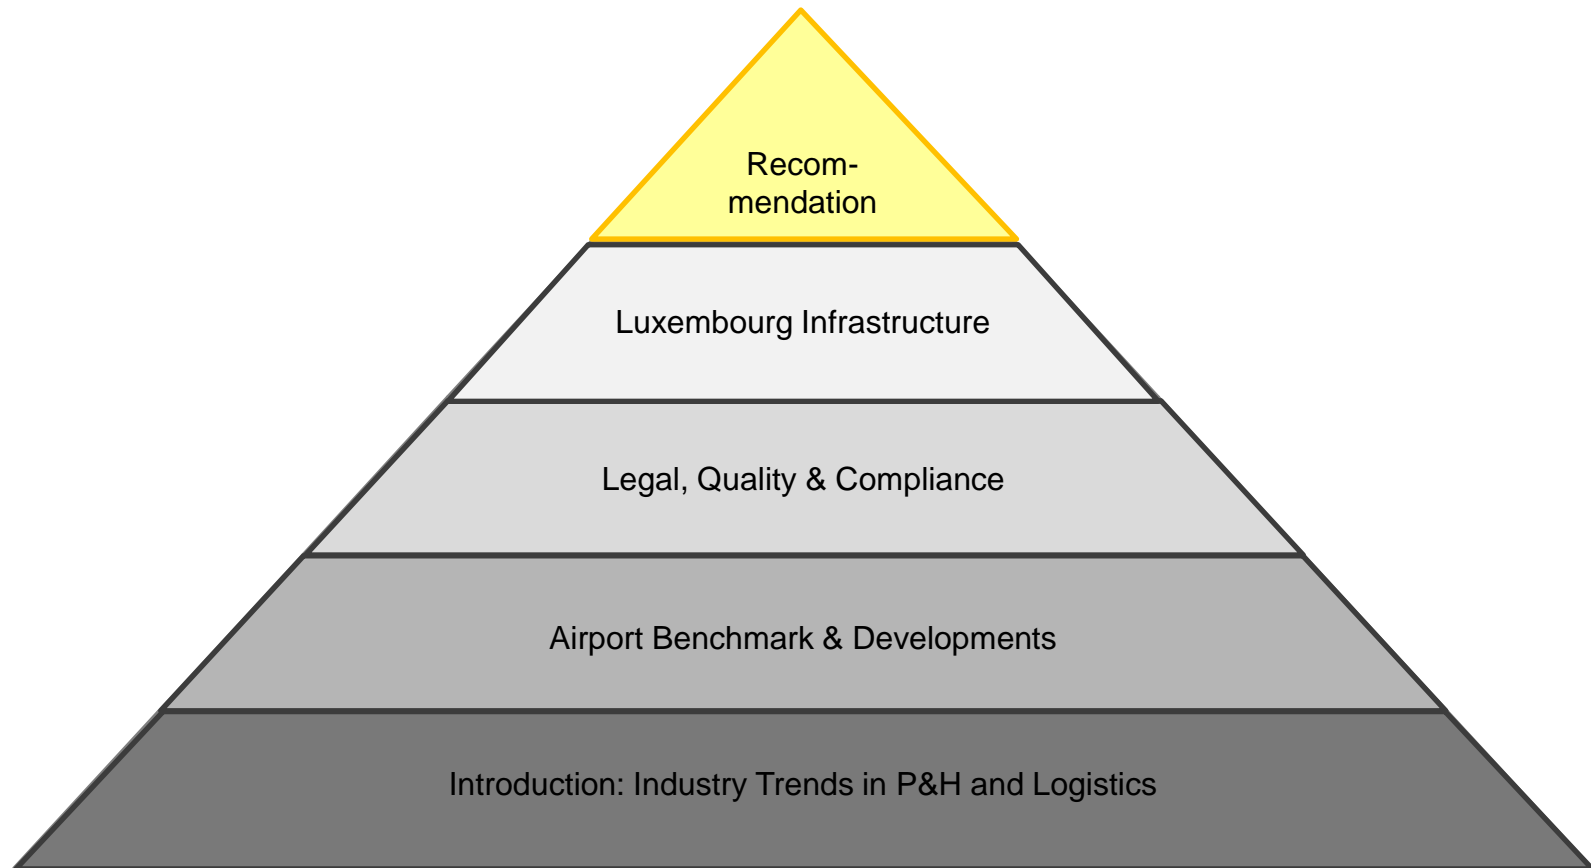 Recom-
mendation
Luxembourg Infrastructure
Legal, Quality & Compliance
Airport Benchmark & Developments
Introduction: Industry Trends in P&H and Logistics